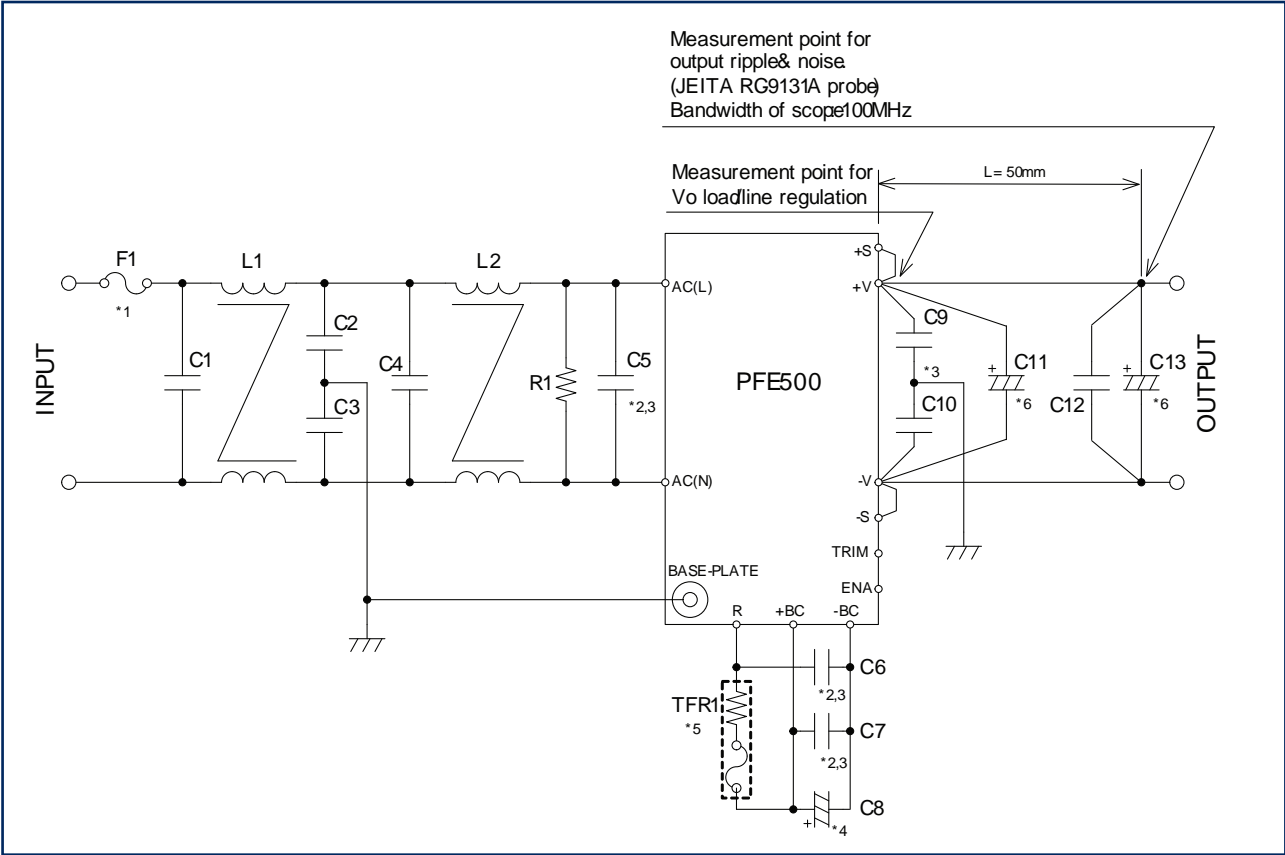 Measurement point for
output ripple& noise.
(JEITA RG9131A probe)
Bandwidth of scope:100MHz
Measurement point for
Vo load/line regulation
L= 50mm
F1
*1
L1
L2
+S
AC(L)
+V
C1
C2
C3
C4
R1
C5
*2,3
PFE500
C9
*3
C10
+
C11
*6
C12
+
C13
*6
INPUT
OUTPUT
AC(N)
-V
-S
TRIM
ENA
BASE-PLATE
R
+BC
-BC
C6
*2,3
TFR1
*5
C7
*2,3
C8
+
*4